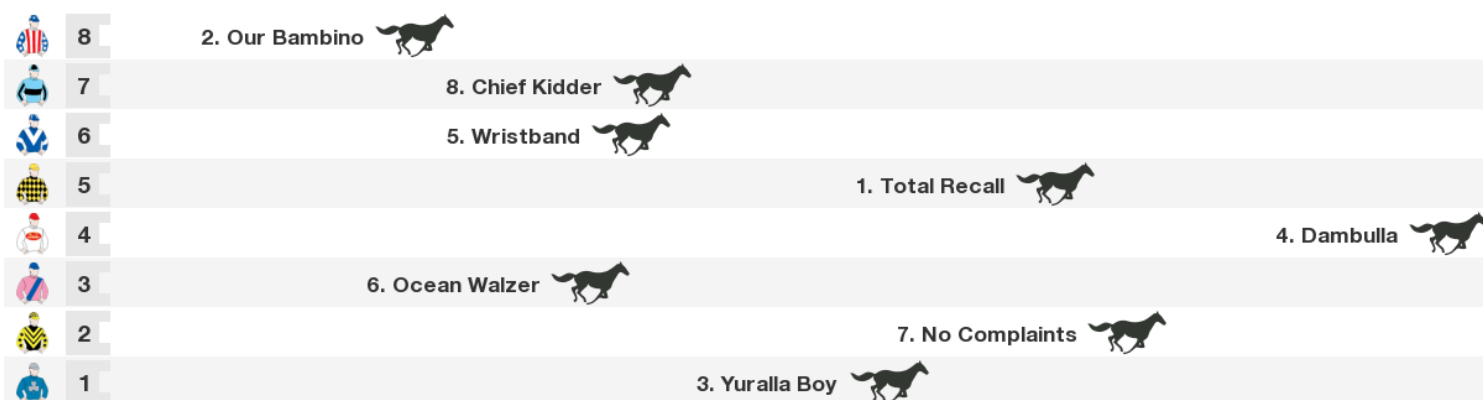 8 2. Our Bambino
7 8. Chief Kidder
6 5. Wristband
5 1. Total Recall
4 4. Dambulla
3 6. Ocean Walzer
2 7. No Complaints
1 3. Yuralla Boy